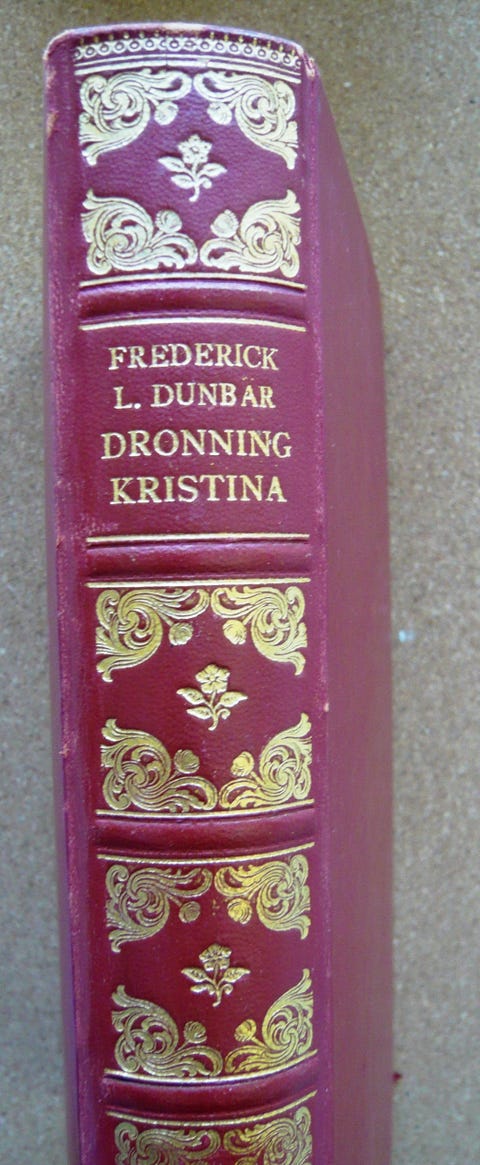 FREDERICK
L. DUNBAR
DRONNING
KRISTINA